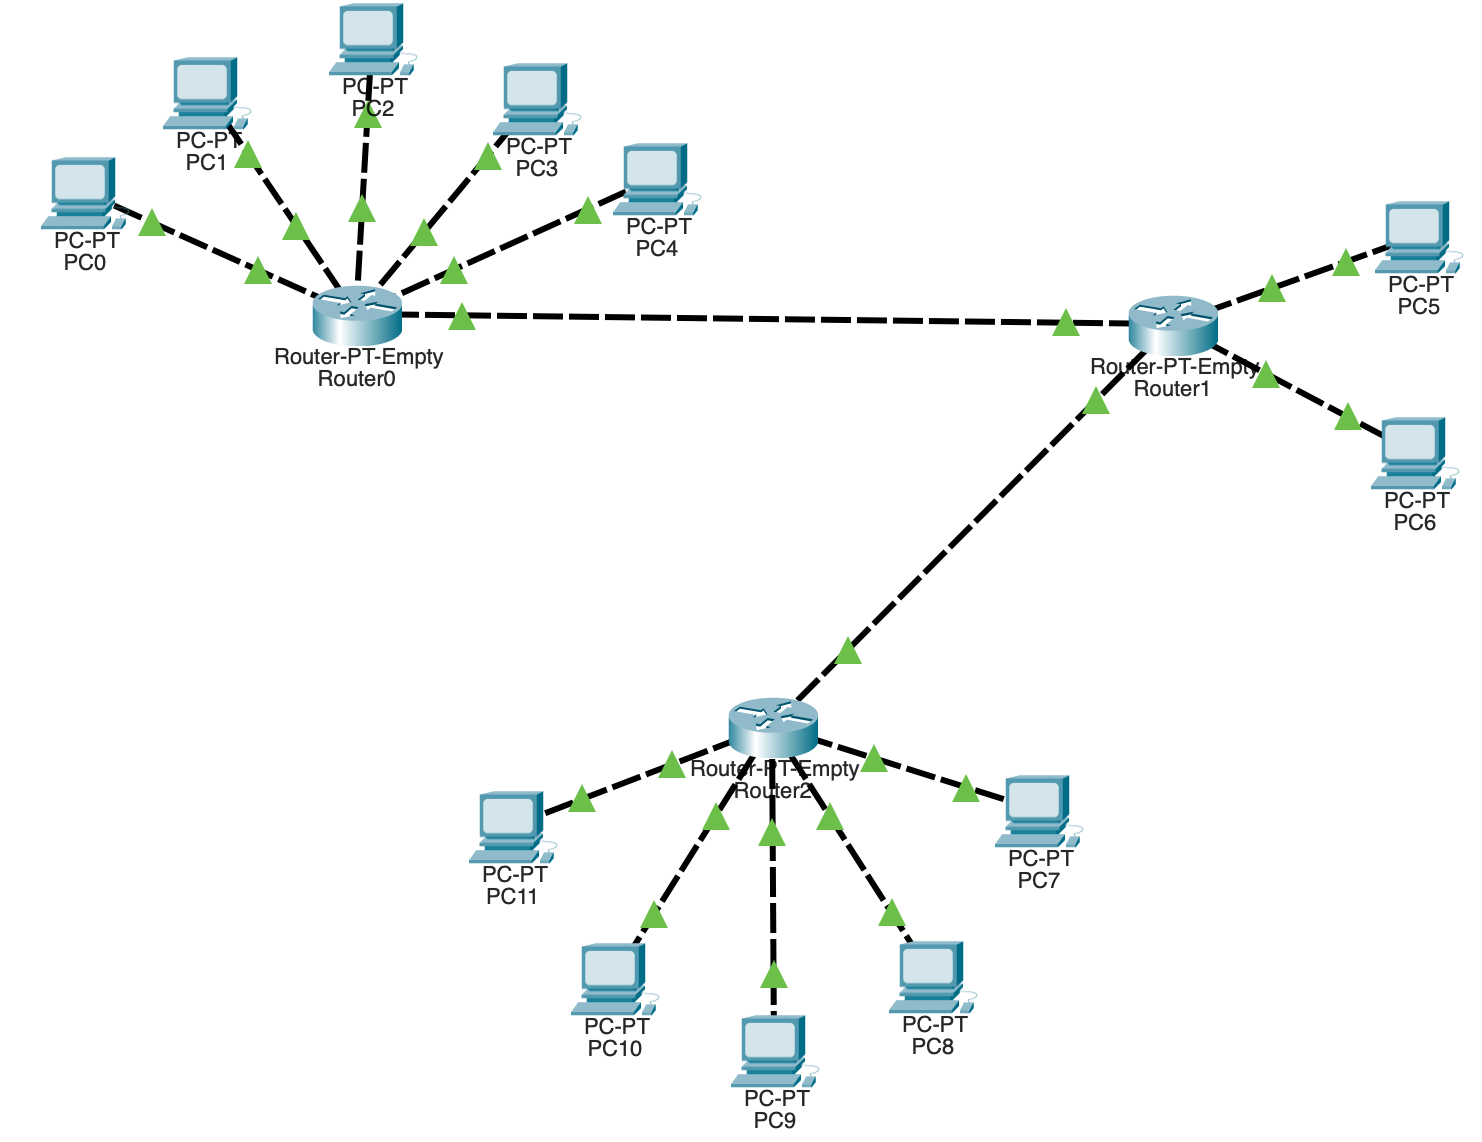 PC-PT
PC2
PC-PT
PC1
PC-PT
PC3
PC-PT
PC0
PC-PT
PC4
Router-PT-Empty
Router0
Router-PT-Empty
Router1
PC-PT
PC5
PC-PT
PC6
Router-PT-Empty
Router2
PC-PT
PC7
PC-PT
PC11
PC-PT
PC10
PC-PT
PC8
PC-PT
PC9